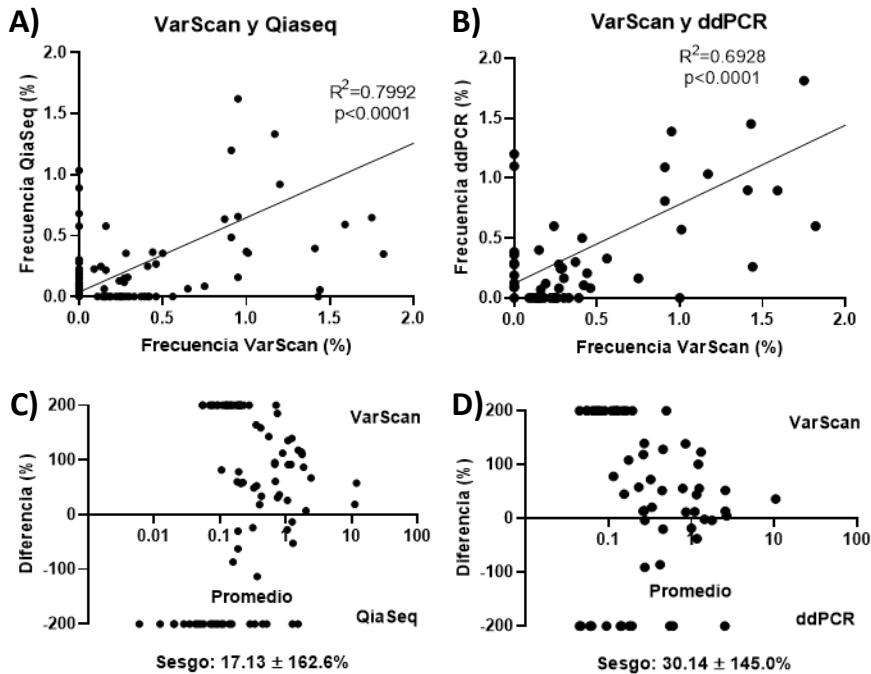 A)
VarScan y Qiaseq
R²=0.7992
p<0.0001
Frecuencia QiaSeq (%)
2.0
1.5
1.0
0.5
0.0
0.0 0.5 1.0 1.5 2.0
Frecuencia VarScan (%)
B)
VarScan y ddPCR
R²=0.6928
p<0.0001
Frecuencia ddPCR (%)
2.0
1.5
1.0
0.5
0.0
0.0 0.5 1.0 1.5 2.0
Frecuencia VarScan (%)
C)
VarScan
Diferencia (%)
200
100
0
-100
-200
0.01 0.1 1 10 100
Promedio
QiaSeq
Sesgo: 17.13 ± 162.6%
D)
VarScan
Diferencia (%)
200
100
0
-100
-200
0.1 1 10 100
Promedio
ddPCR
Sesgo: 30.14 ± 145.0%